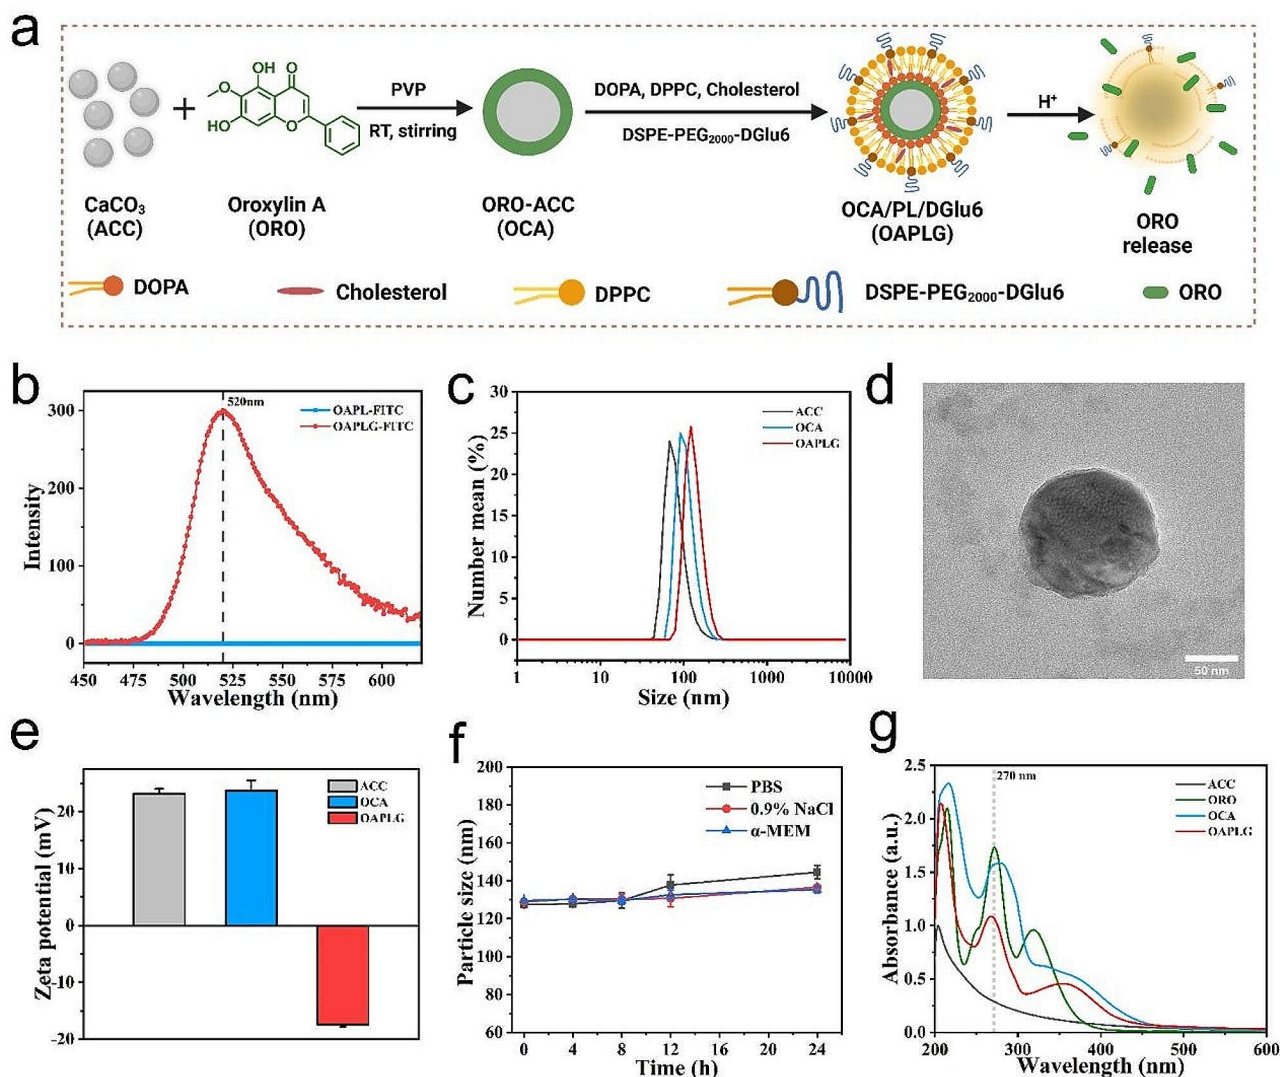 a
OH
O
O
HO
O
PVP
RT, stirring
DOPA, DPPC, Cholesterol
DSPE-PEG2000-DGlu6
H+
CaCO3
(ACC)
Oroxylin A
(ORO)
ORO-ACC
(OCA)
OCA/PL/DGlu6
(OAPLG)
ORO
release
DOPA
Cholesterol
DPPC
DSPE-PEG2000-DGlu6
ORO
b
520nm
OAPL-FITC
OAPLG-FITC
300
200
100
0
Intensity
450 475 500 525 550 575 600
Wavelength (nm)
c
ACC
OCA
OAPLG
30
25
20
15
10
5
0
Number mean (%)
1 10 100 1000 10000
Size (nm)
d
50 nm
e
ACC
OCA
OAPLG
20
10
0
-10
-20
Zeta potential (mV)
f
PBS
0.9% NaCl
α-MEM
200
180
160
140
120
100
80
60
Particle size (nm)
0 4 8 12 16 20 24
Time (h)
g
270 nm
ACC
ORO
OCA
OAPLG
2.5
2.0
1.5
1.0
0.5
0.0
Absorbance (a.u.)
200 300 400 500 600
Wavelength (nm)